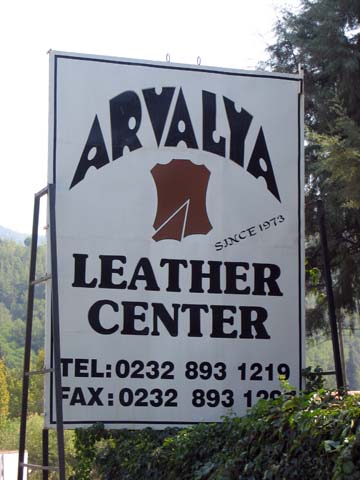 ARVALYA
SINCE 1973
LEATHER
CENTER
TEL: 0232 893 1219
FAX: 0232 893